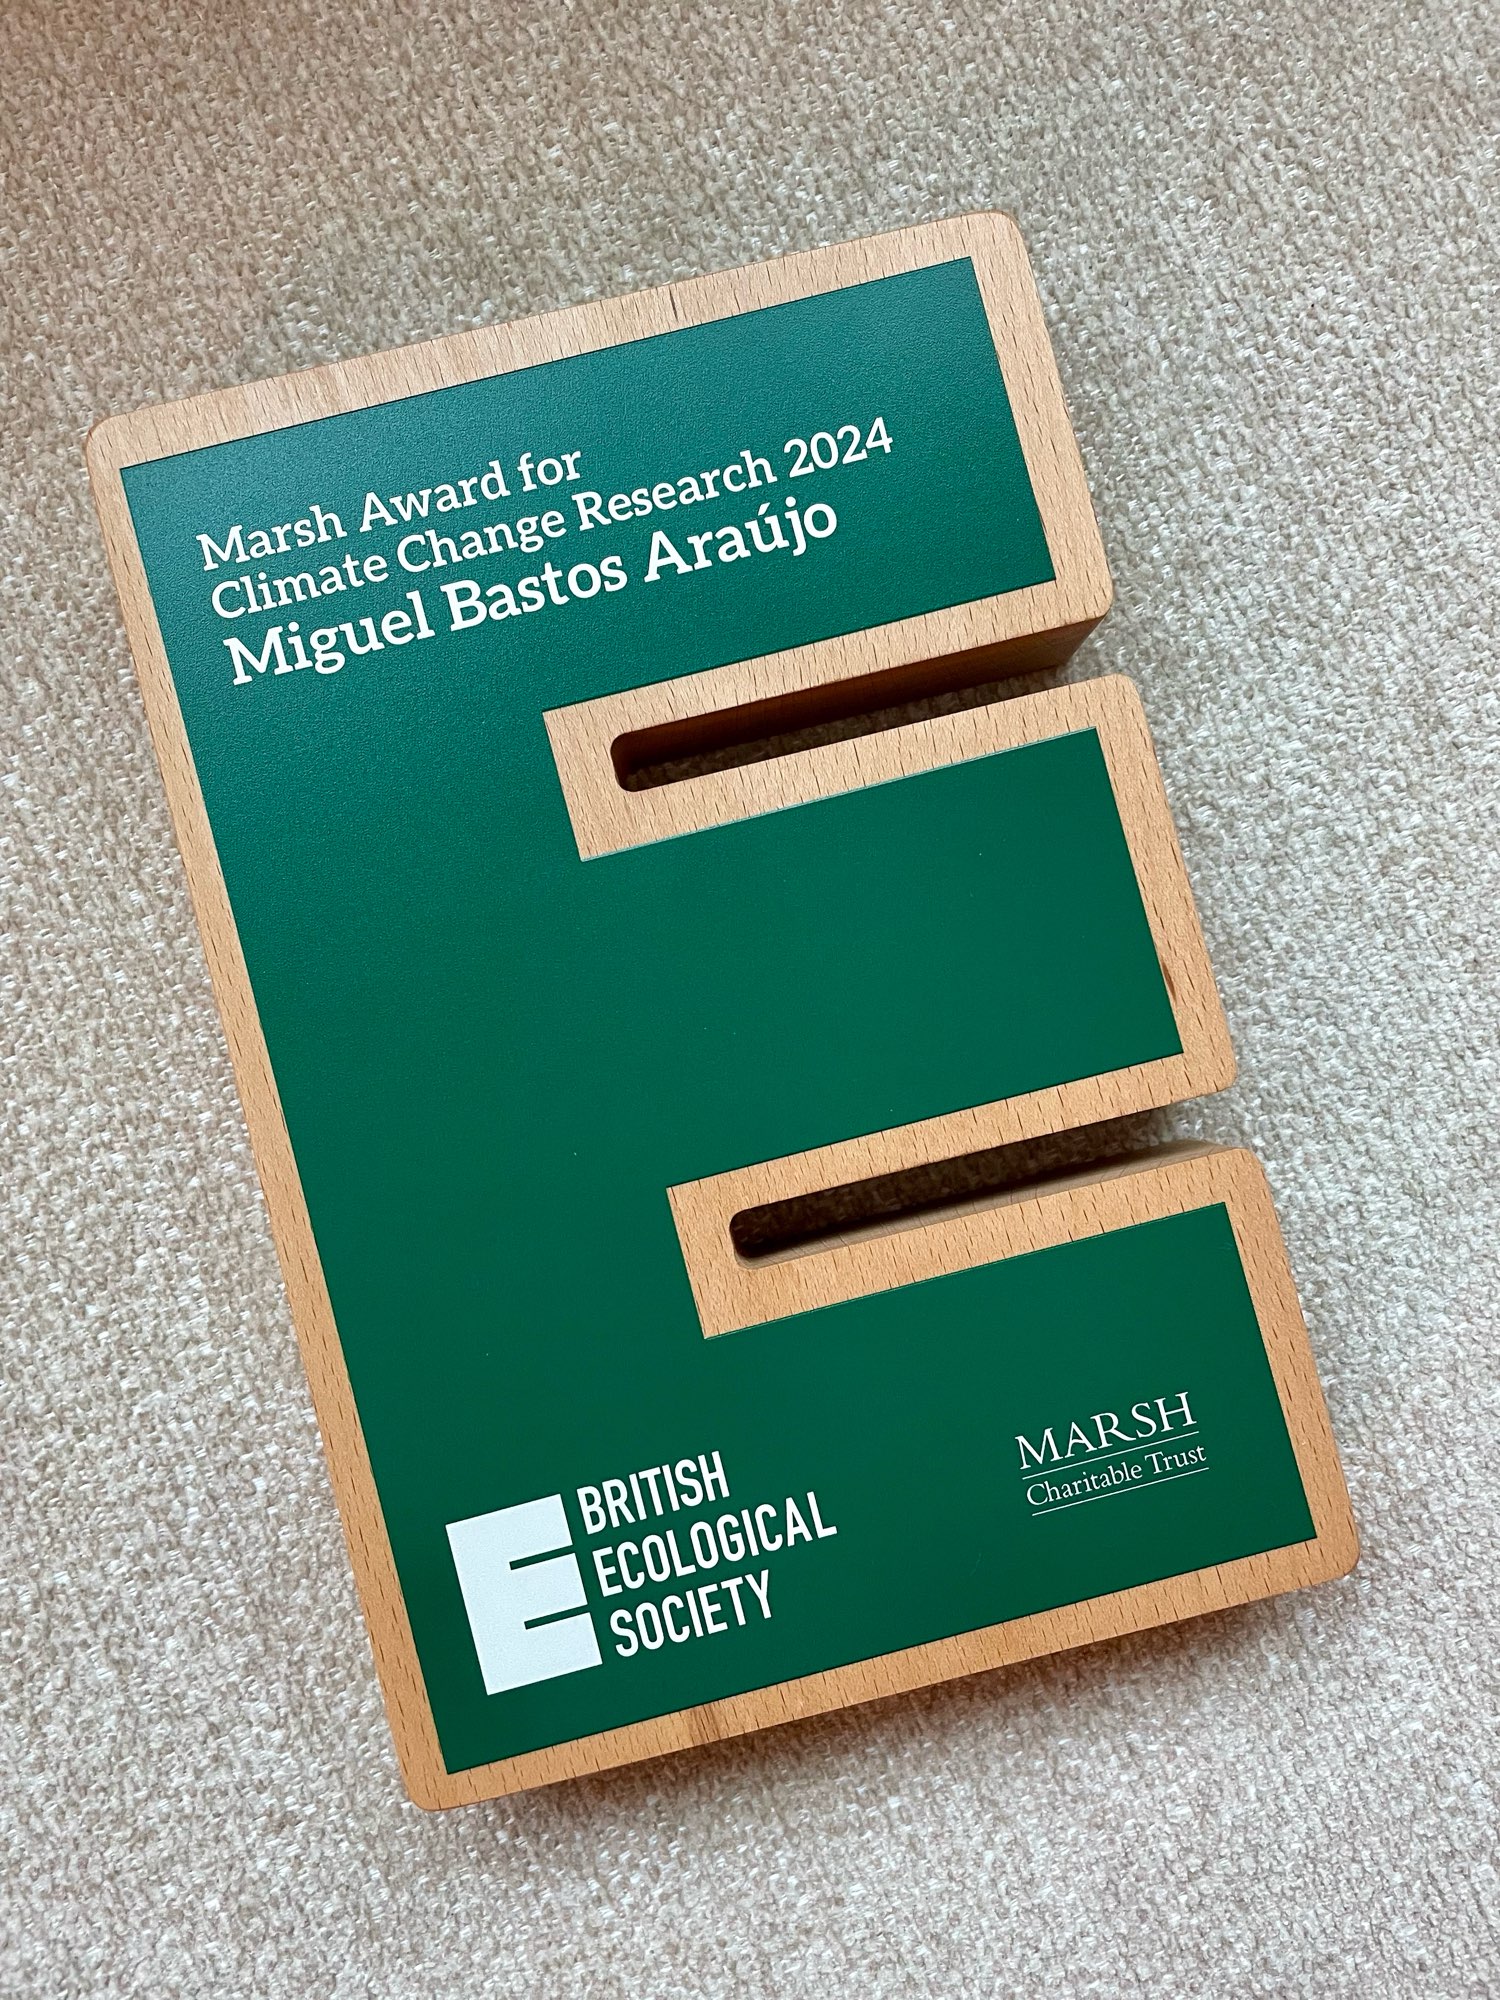 Marsh Award for
Climate Change Research 2024
Miguel Bastos Araújo
BRITISH
ECOLOGICAL
SOCIETY
MARSH
Charitable Trust